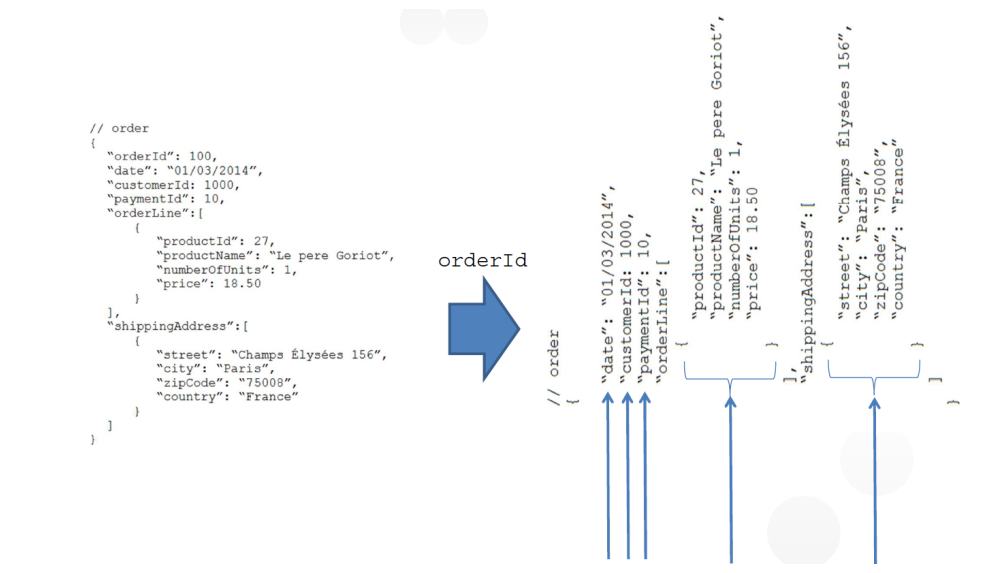 // order
{
“orderId”: 100,
“date”: “01/03/2014”,
“customerId: 1000,
“paymentId”: 10,
“orderLine”:[
{
“productId”: 27,
“productName”: “Le pere Goriot”,
“numberOfUnits”: 1,
“price”: 18.50
}
],
“shippingAddress”:[
{
“street”: “Champs Élysées 156”,
“city”: “Paris”,
“zipCode”: “75008”,
“country”: “France”
}
]
}
orderId
// order
{
“date”: “01/03/2014”,
“customerId: 1000,
“paymentId”: 10,
“orderLine”:[
{
“productId”: 27,
“productName”: “Le pere Goriot”,
“numberOfUnits”: 1,
“price”: 18.50
}
],
“shippingAddress”:[
{
“street”: “Champs Élysées 156”,
“city”: “Paris”,
“zipCode”: “75008”,
“country”: “France”
}
]
}